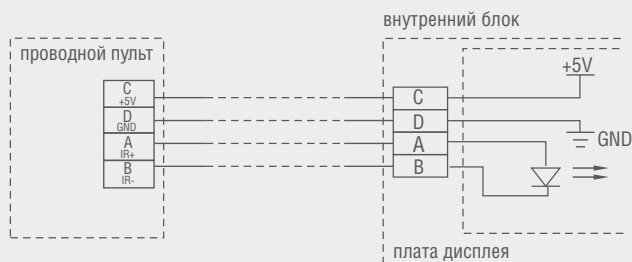 внутренний блок
проводной пульт
+5V
C
+5V
D
GND
A
IR+
B
IR-
C
D
A
B
GND
плата дисплея